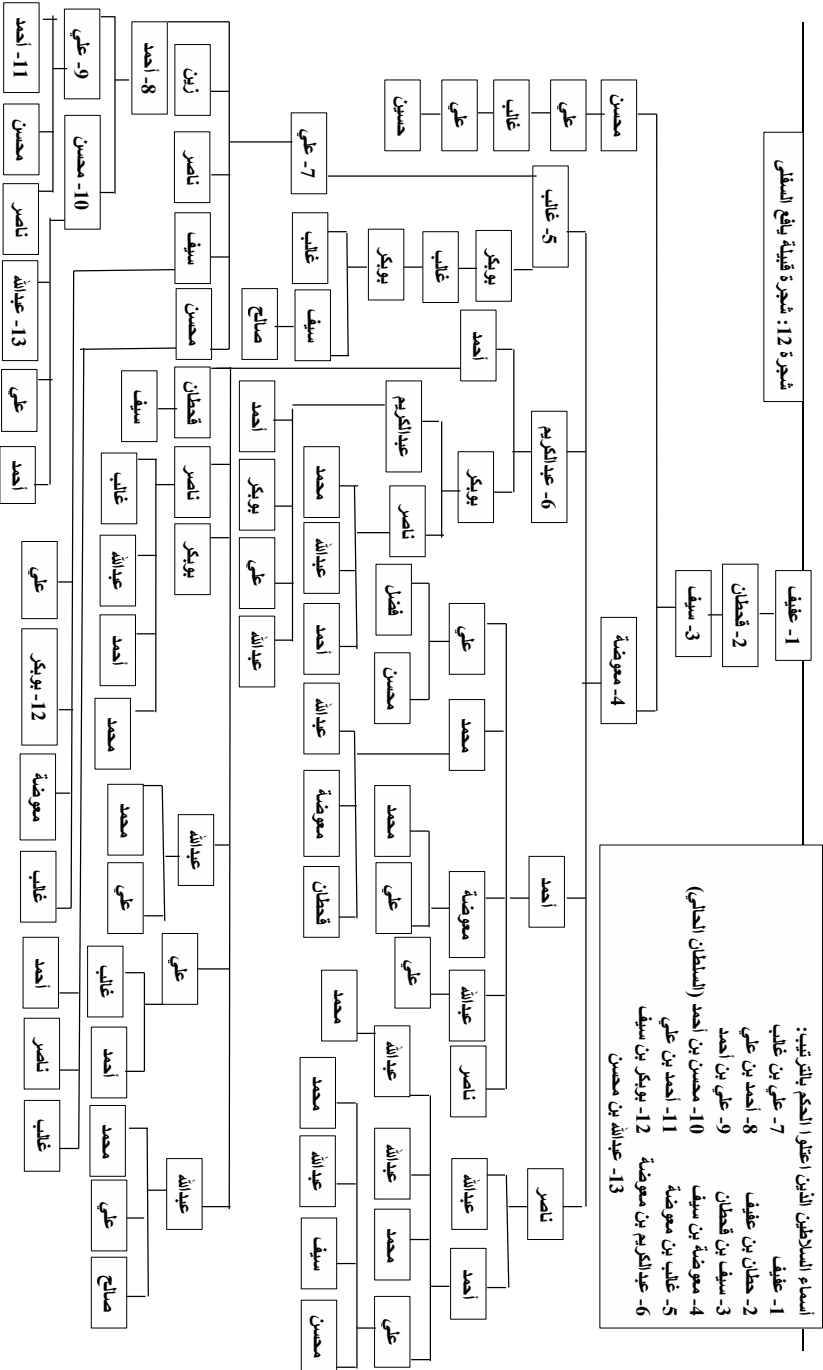 شجرة 12: شجرة قبيلة يافع السفلى
أسماء السلاطين الذين اعتلوا الحكم بالترتيب:
1- عفيف
2- حطان بن عفيف
3- سيف بن قحطان
4- معوضة بن سيف
5- غالب بن معوضة
6- عبدالكريم بن معوضة
7- علي بن غالب
8- أحمد بن علي
9- علي بن أحمد
10- محسن بن أحمد (السلطان الحالي)
11- أحمد بن علي
12- بوبكر بن سيف
13- عبدالله بن محسن
1- عفيف
2- قحطان
3- سيف
محسن
4- معوضة
علي
غالب
علي
حسين
5- غالب
6- عبدالكريم
أحمد
ناصر
7- علي
بوبكر
غالب
بوبكر
غالب
سيف
صالح
أحمد
بوبكر
عبدالكريم
ناصر
محمد
عبدالله
أحمد
أحمد
بوبكر
علي
عبدالله
علي
محمد
معوضة
عبدالله
ناصر
فضل
محسن
محمد
علي
علي
عبدالله
معوضة
قحطان
عبدالله
أحمد
عبدالله
عبدالله
محمد
علي
محمد
محمد
عبدالله
سيف
محسن
8- أحمد
زين
ناصر
سيف
محسن
قحطان
ناصر
بوبكر
عبدالله
علي
عبدالله
سيف
غالب
عبدالله
أحمد
محمد
محمد
علي
غالب
أحمد
محمد
علي
صالح
9- علي
10- محسن
11- أحمد
محسن
ناصر
13- عبدالله
علي
أحمد
علي
12- بوبكر
معوضة
غالب
أحمد
ناصر
غالب